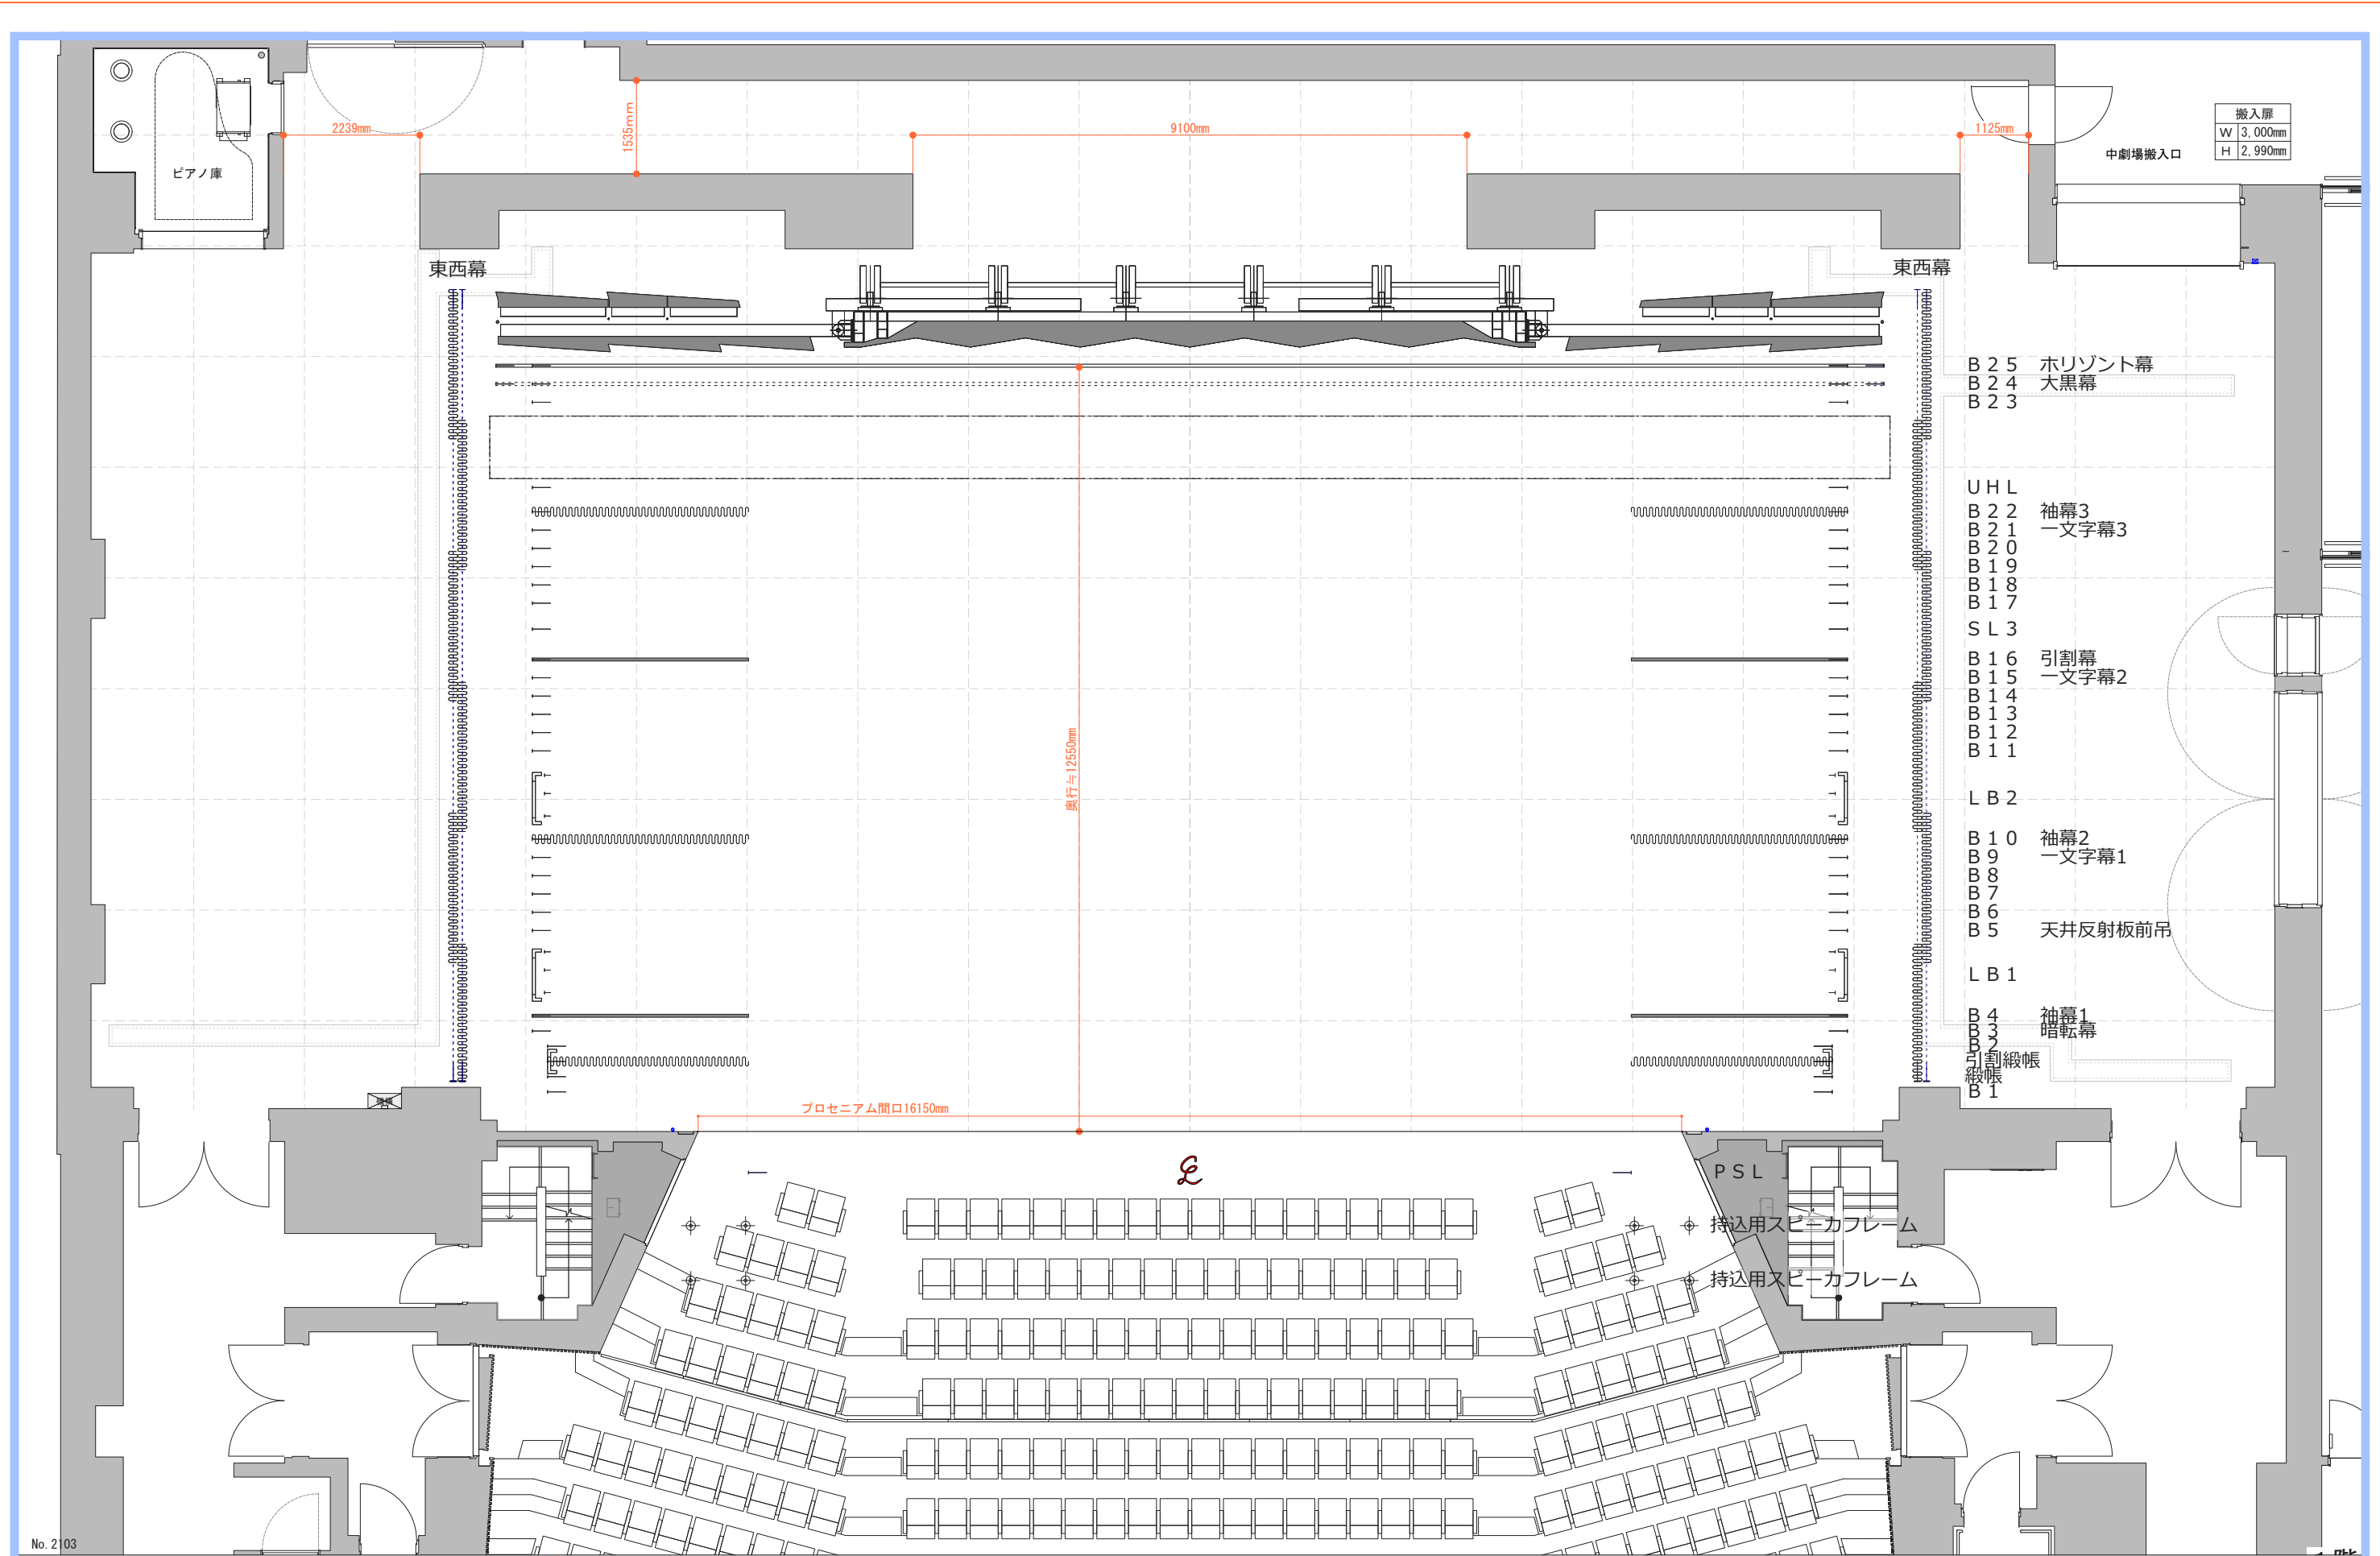 搬入扉
W 3,000mm
H 2,990mm
中劇場搬入口
2239mm
1535mm
9100mm
1125mm
ピアノ庫
東西幕
東西幕
B25 ホリゾント幕
B24 大黒幕
B23
UHL
B22 袖幕3
B21 一文字幕3
B20
B19
B18
B17
SL3
B16 引割幕
B15 一文字幕2
B14
B13
B12
B11
奥行≒12550mm
LB2
B10 袖幕2
B9 一文字幕1
B8
B7
B6
B5 天井反射板前吊
LB1
B4 袖幕1
B3 暗転幕
B2
引割緞帳
緞帳
B1
プロセニアム間口16150mm
PSL
持込用スピーカフレーム
持込用スピーカフレーム
No.2103